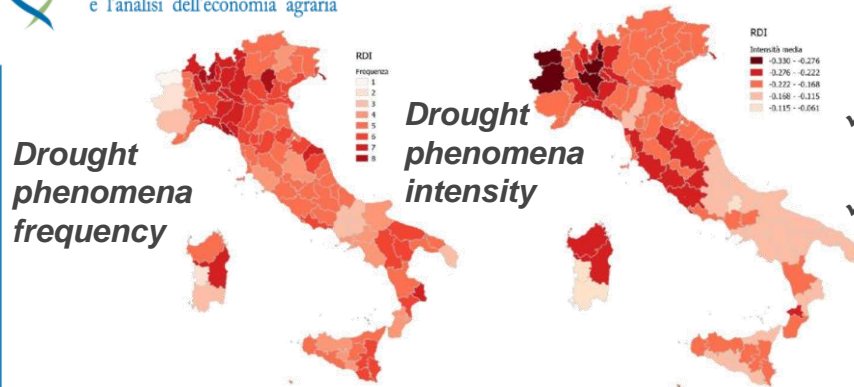 e l'analisi dell'economia agraria
Drought
phenomena
frequency
RDI
Frequenza
1
2
3
4
5
6
7
8
Drought
phenomena
intensity
RDI
Intensità media
-0.330 - -0.276
-0.276 - -0.222
-0.222 - -0.168
-0.168 - -0.115
-0.115 - -0.061